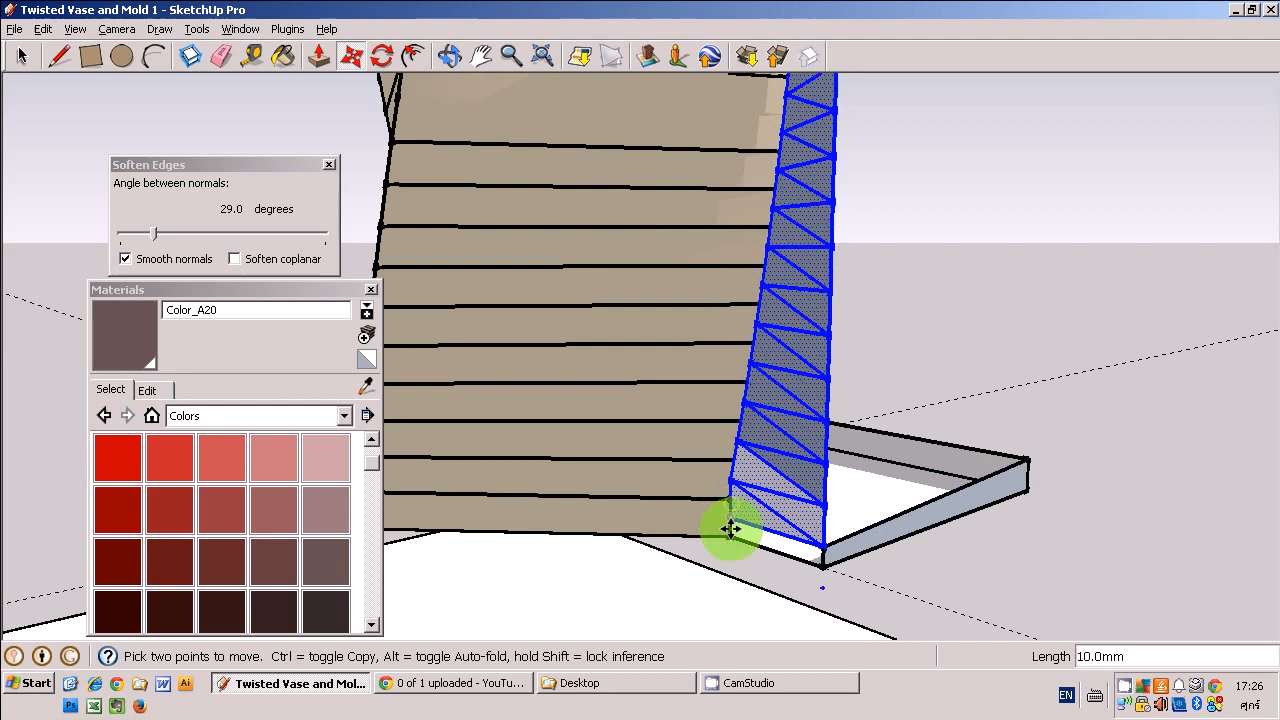 Twisted Vase and Mold 1 - SketchUp Pro
File Edit View Camera Draw Tools Window Plugins Help
Soften Edges
Angle between normals:
29.0 degrees
Smooth normals Soften coplanar
Materials
Color_A20
Select Edit
Colors
Pick two points to move. Ctrl = toggle Copy, Alt = toggle Auto-fold, hold Shift = lock inference
Length 10.0mm
Start Twisted Vase and Mol... 0 of 1 uploaded - YouTu... Desktop CamStudio
EN
17:26
ศุกร์